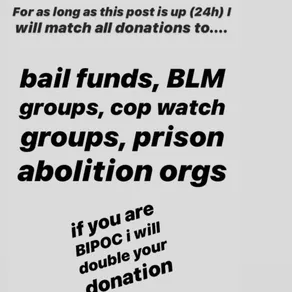 For as long as this post is up (24h) I
will match all donations to....
bail funds, BLM
groups, cop watch
groups, prison
abolition orgs
if you are
BIPOC i will
double your
donation